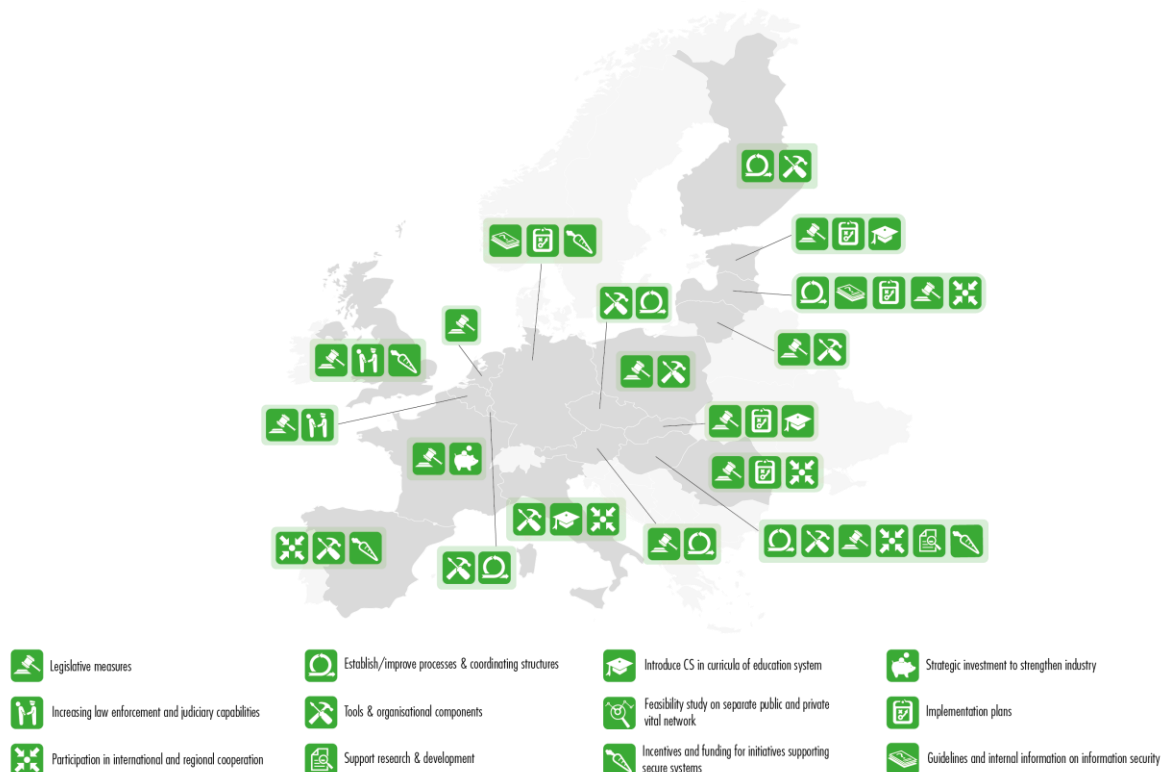 Legislative measures
Establish/improve processes & coordinating structures
Introduce CS in curricula of education system
Strategic investment to strengthen industry
Increasing law enforcement and judiciary capabilities
Tools & organisational components
Feasibility study on separate public and private
vital network
Implementation plans
Participation in international and regional cooperation
Support research & development
Incentives and funding for initiatives supporting
secure systems
Guidelines and internal information on information security